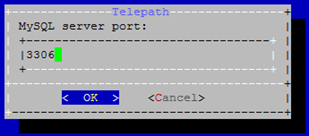 Telepath
MySQL server port:
3306
<  OK  >    <Cancel>